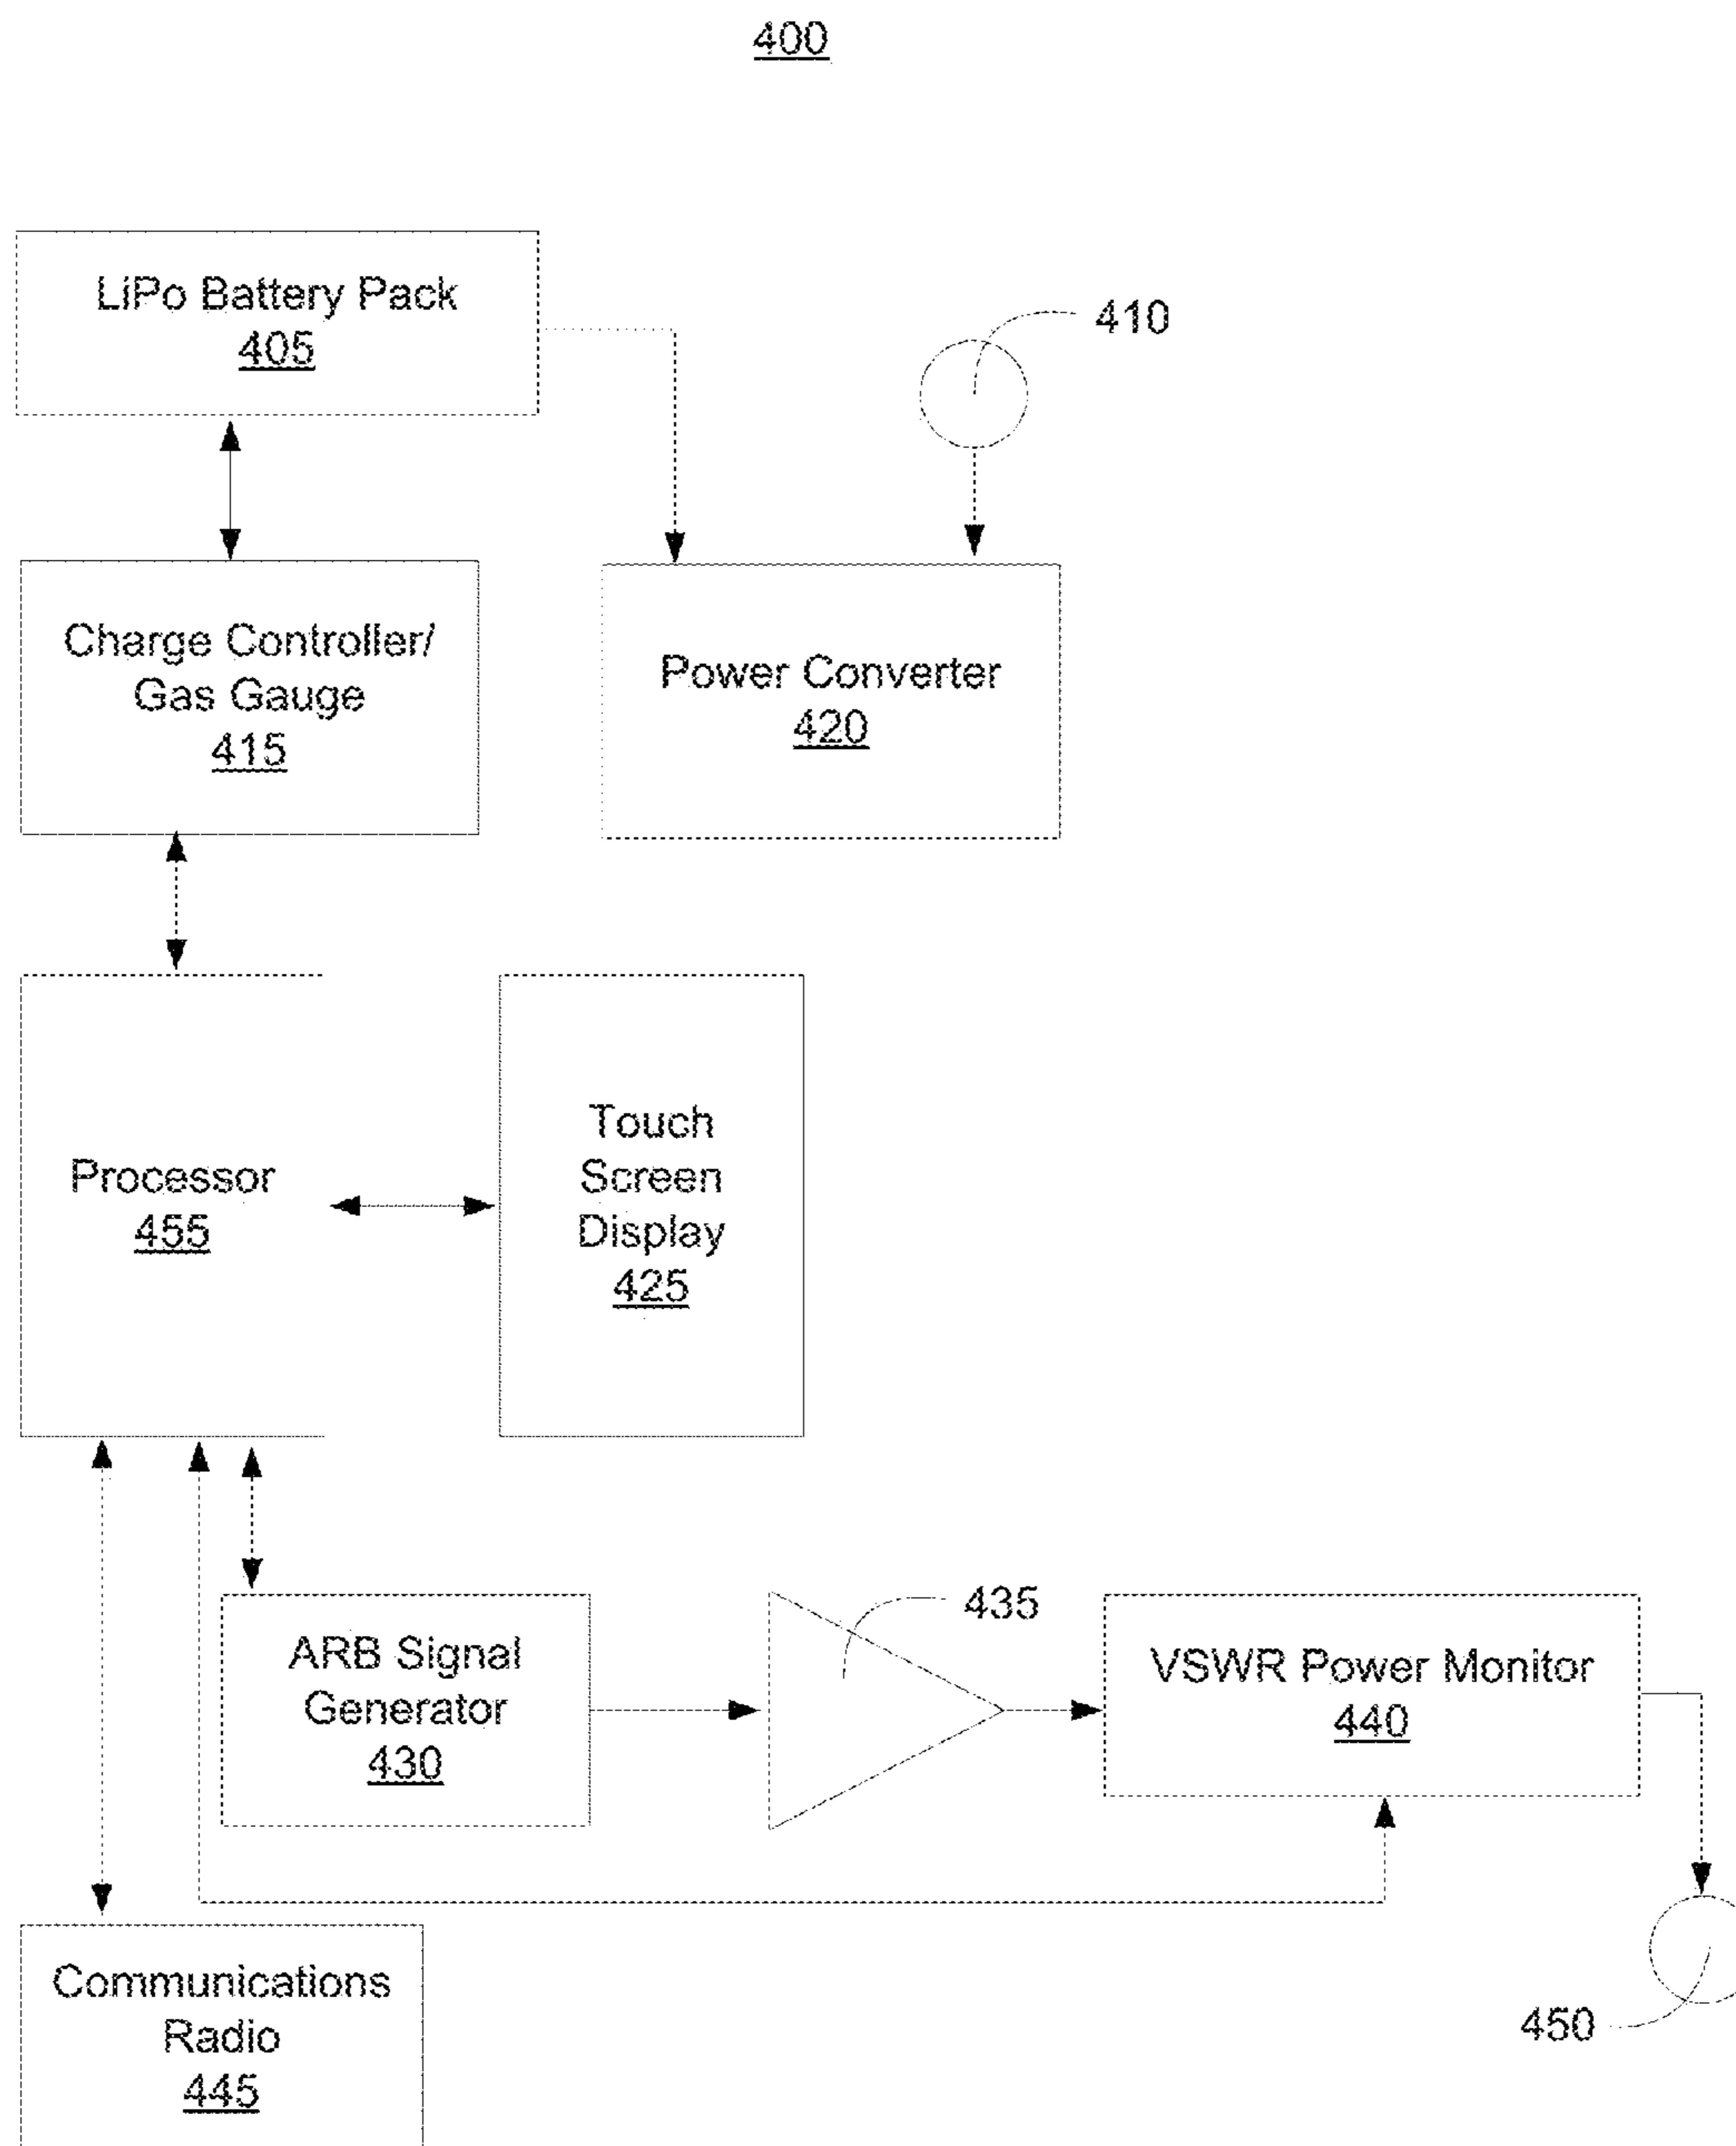 400
LiPo Battery Pack
405
410
Charge Controller/
Gas Gauge
415
Power Converter
420
Processor
455
Touch
Screen
Display
425
ARB Signal
Generator
430
435
VSWR Power Monitor
440
Communications
Radio
445
450